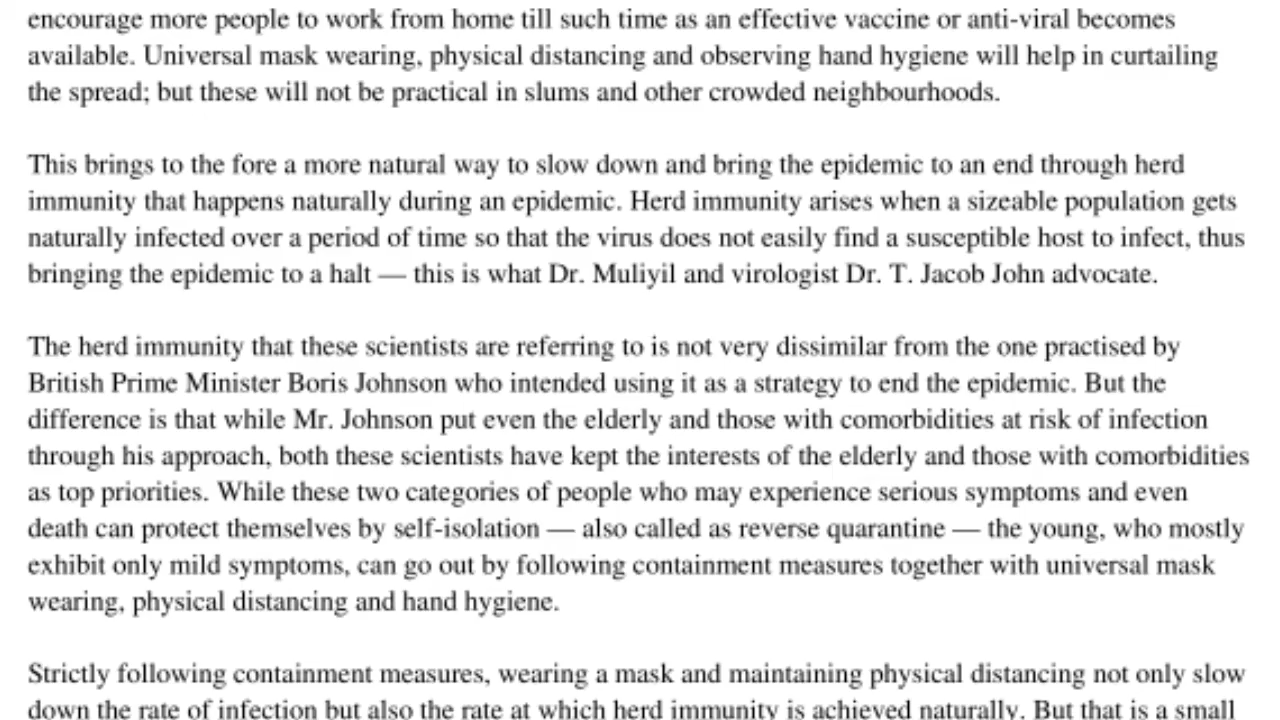 encourage more people to work from home till such time as an effective vaccine or anti-viral becomes
available. Universal mask wearing, physical distancing and observing hand hygiene will help in curtailing
the spread; but these will not be practical in slums and other crowded neighbourhoods.
This brings to the fore a more natural way to slow down and bring the epidemic to an end through herd
immunity that happens naturally during an epidemic. Herd immunity arises when a sizeable population gets
naturally infected over a period of time so that the virus does not easily find a susceptible host to infect, thus
bringing the epidemic to a halt — this is what Dr. Muliyil and virologist Dr. T. Jacob John advocate.
The herd immunity that these scientists are referring to is not very dissimilar from the one practised by
British Prime Minister Boris Johnson who intended using it as a strategy to end the epidemic. But the
difference is that while Mr. Johnson put even the elderly and those with comorbidities at risk of infection
through his approach, both these scientists have kept the interests of the elderly and those with comorbidities
as top priorities. While these two categories of people who may experience serious symptoms and even
death can protect themselves by self-isolation — also called as reverse quarantine — the young, who mostly
exhibit only mild symptoms, can go out by following containment measures together with universal mask
wearing, physical distancing and hand hygiene.
Strictly following containment measures, wearing a mask and maintaining physical distancing not only slow
down the rate of infection but also the rate at which herd immunity is achieved naturally. But that is a small